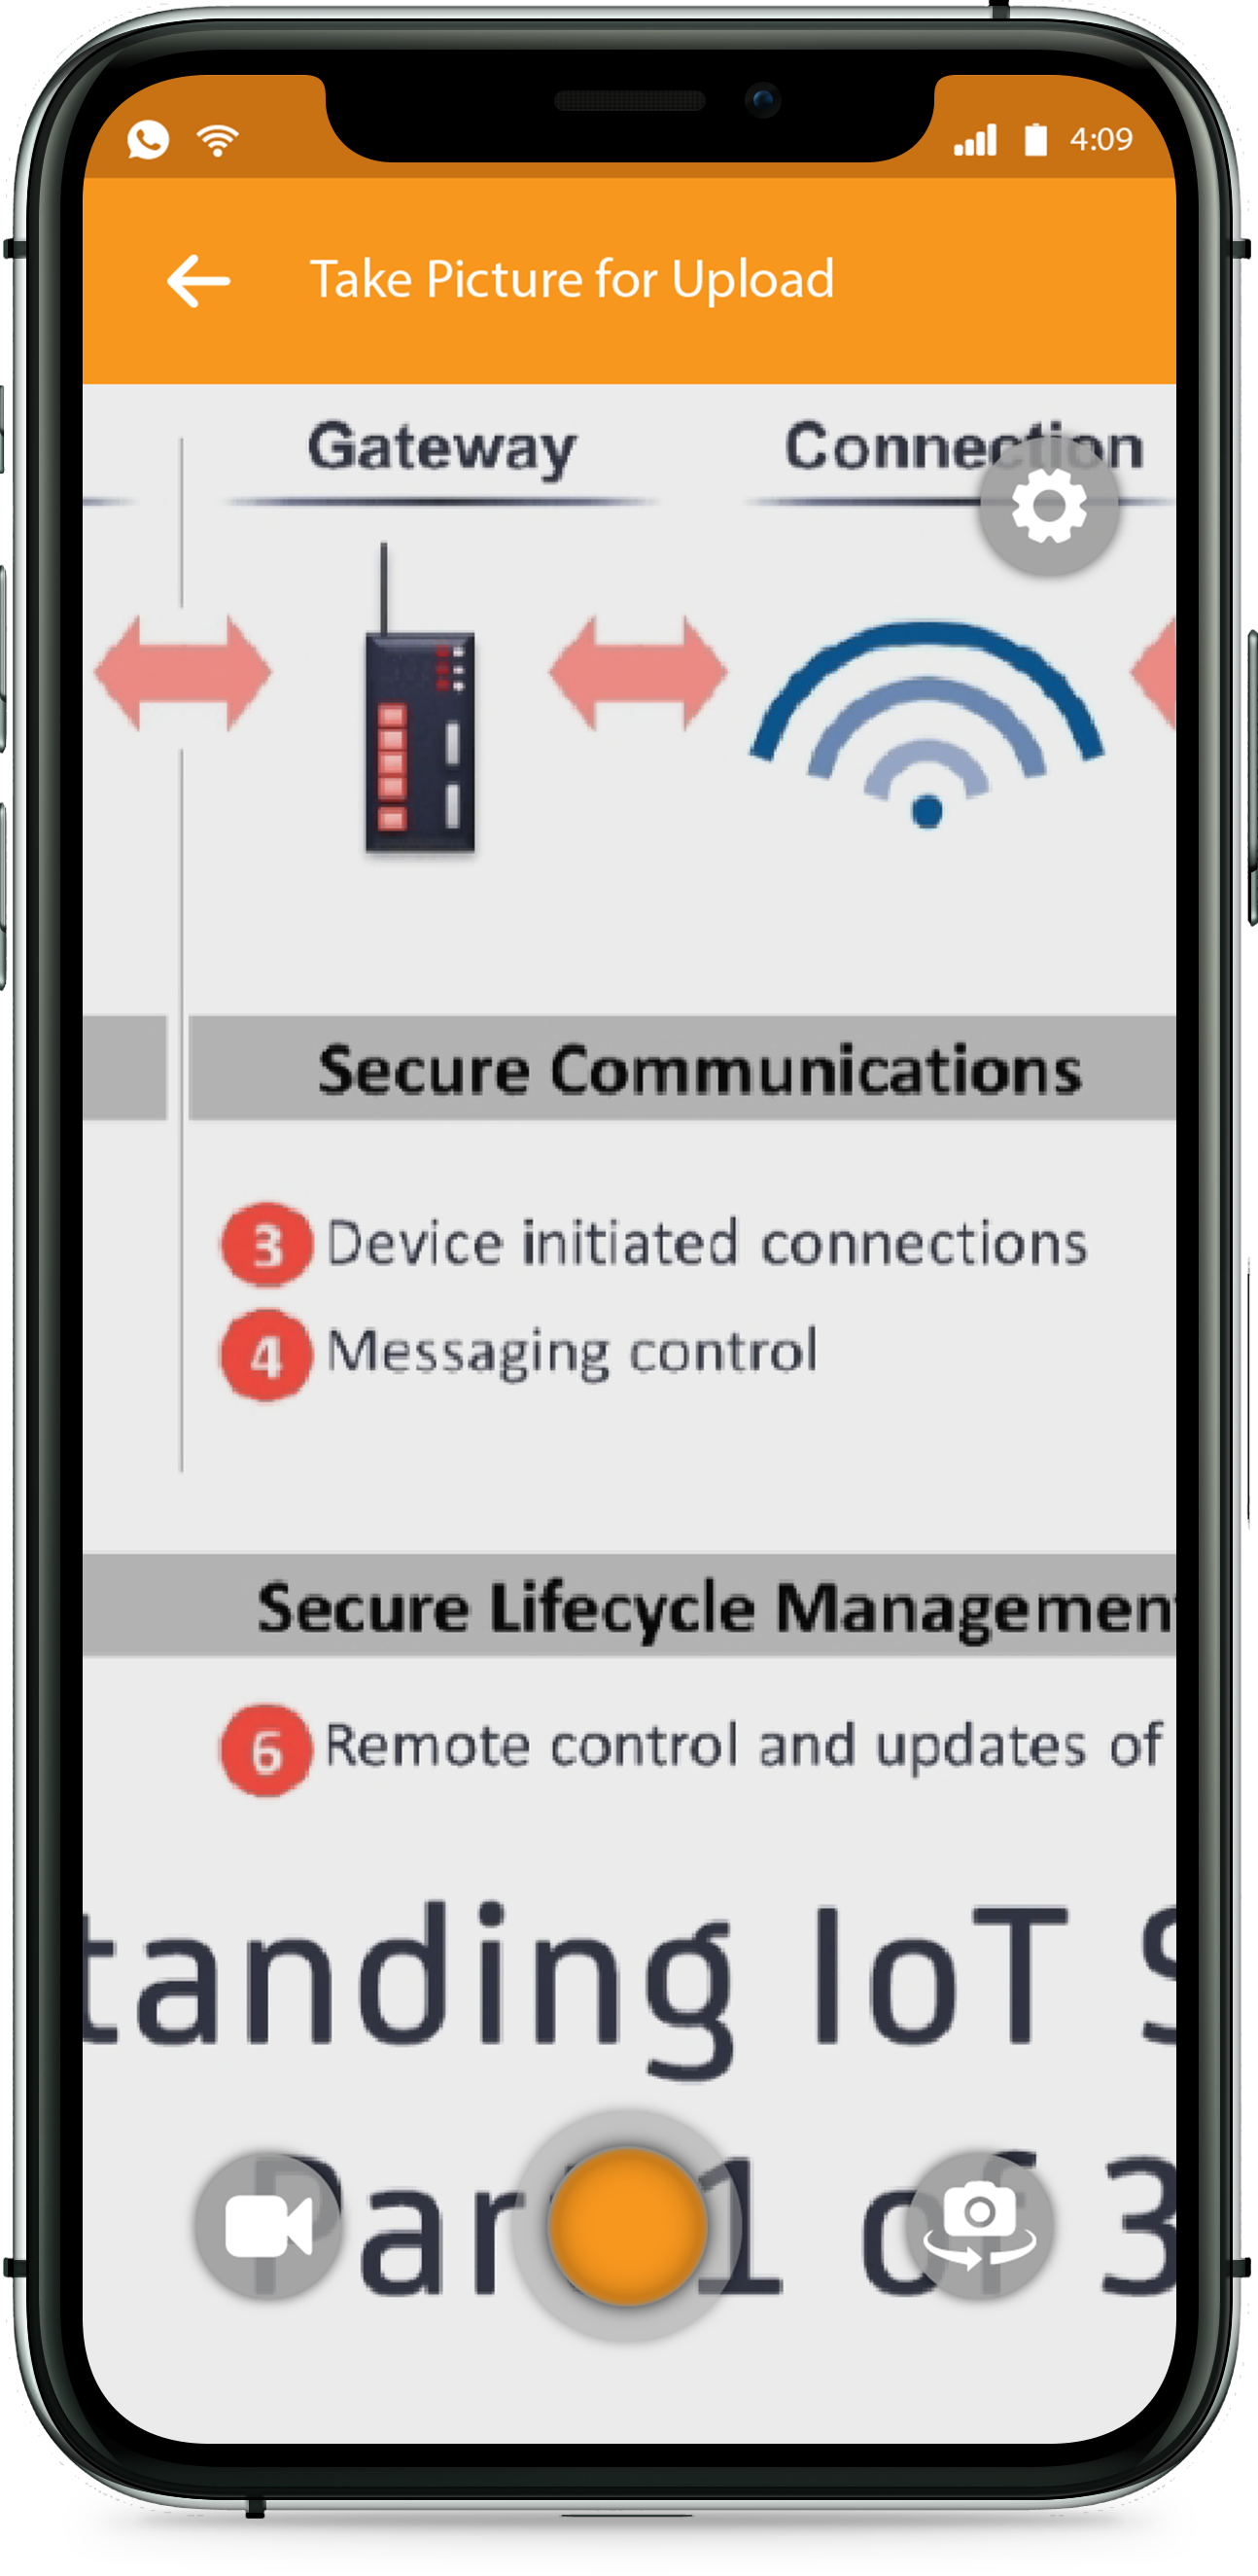 4:09
Take Picture for Upload
Gateway Connection
Secure Communications
3 Device initiated connections
4 Messaging control
Secure Lifecycle Managemen
6 Remote control and updates of
tanding IoT S
Part 1 of 3